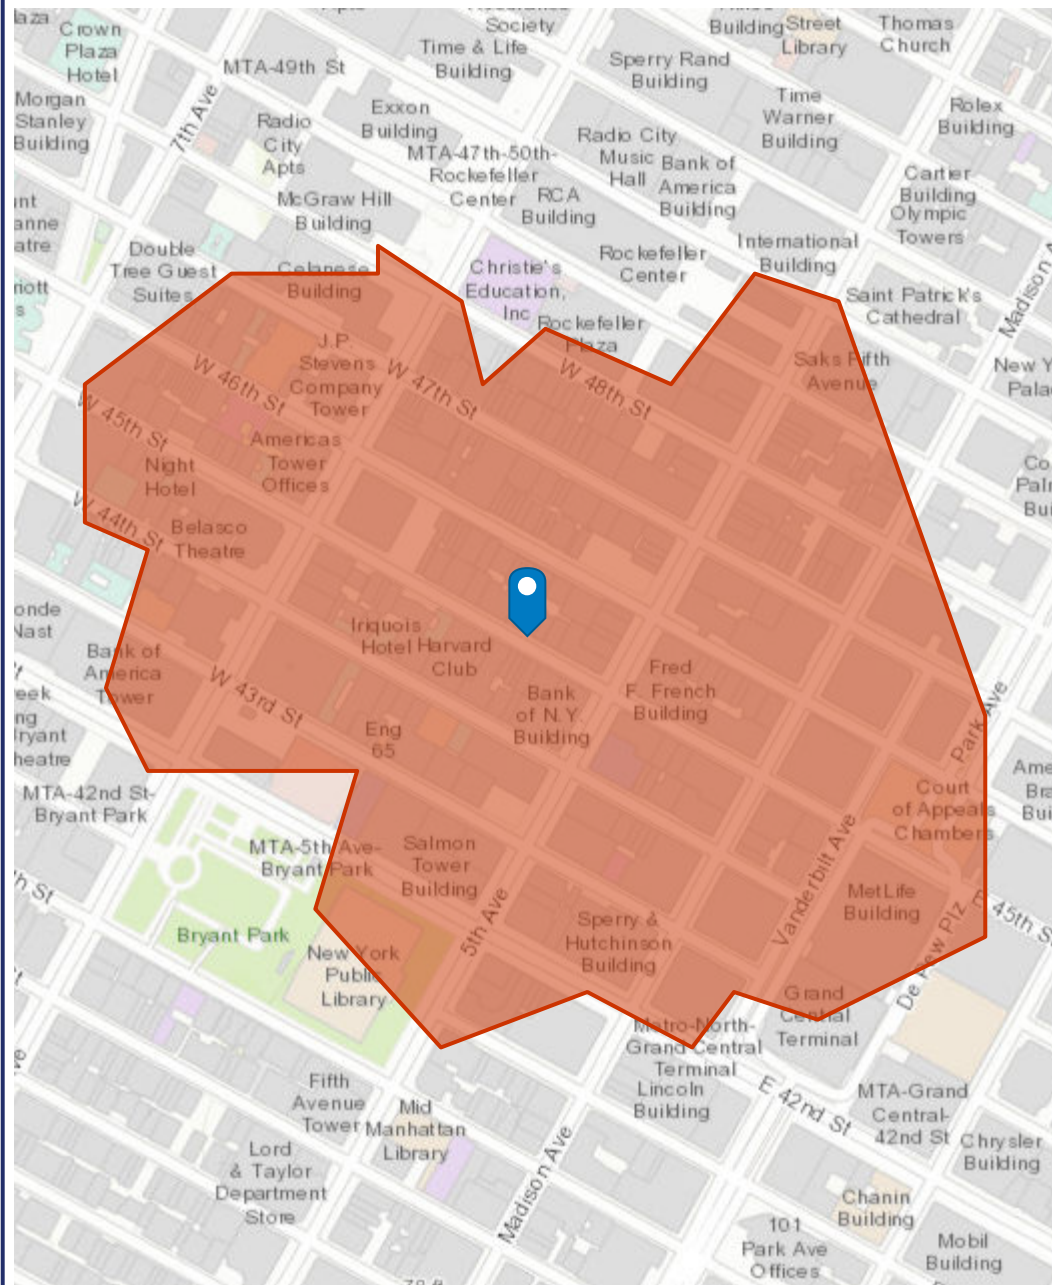 Crown
Plaza
Hotel
Society
Time & Life
Building
Building
Street
Library
Thomas
Church
MTA-49th St
Sperry Rand
Building
Morgan
Stanley
Building
7th Ave
Exxon
Building
Radio
City
Apts
Time
Warner
Building
Rolex
Building
MTA-47th-50th-
Rockefeller
Center
Radio City
Music
Hall
Bank of
America
Building
McGraw Hill
Building
RCA
Building
Cartier
Building
Olympic
Towers
Double
Tree Guest
Suites
Celanese
Building
Christie's
Education,
Inc
Rockefeller
Center
International
Building
Madison A
Saint Patrick's
Cathedral
Rockefeller
Plaza
J.P.
Stevens
Company
Tower
W 46th St
W 47th St
W 48th St
Saks Fifth
Avenue
New Y
Pala
W 45th St
Night
Hotel
Americas
Tower
Offices
W 44th St
Belasco
Theatre
Iriquois
Hotel
Harvard
Club
Bank of
America
Tower
W 43rd St
Bank
of N.Y.
Building
Fred
F. French
Building
Eng
65
Park Ave
MTA-42nd St-
Bryant Park
Court
of Appeals
Chambers
MTA-5th Ave-
Bryant Park
Salmon
Tower
Building
Vanderbilt Ave
MetLife
Building
45th S
Bryant Park
New York
Public
Library
5th Ave
Sperry &
Hutchinson
Building
De
ew Plz
Grand
Central
Terminal
Metro-North-
Grand Central
Terminal
Lincoln
Building
E 42nd St
MTA-Grand
Central-
42nd St
Chrysler
Building
Fifth
Avenue
Tower
Mid
Manhattan
Library
Lord
& Taylor
Department
Store
Madison Ave
Chanin
Building
101
Park Ave
Offices
Mobil
Building